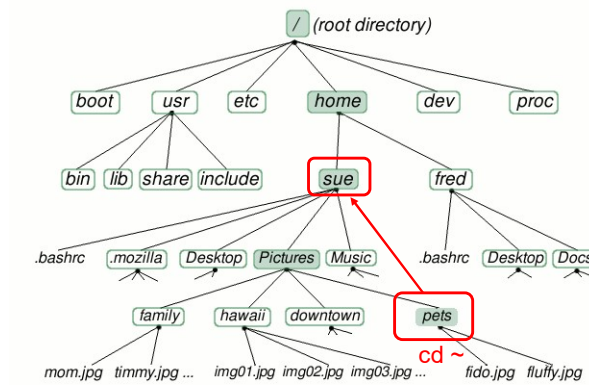 / (root directory)
boot usr etc home dev proc
bin lib share include sue fred
.bashrc .mozilla Desktop Pictures Music .bashrc Desktop Docs
family hawaii downtown pets
cd ~
mom.jpg timmy.jpg ... img01.jpg img02.jpg img03.jpg ... fido.jpg fluffy.jpg